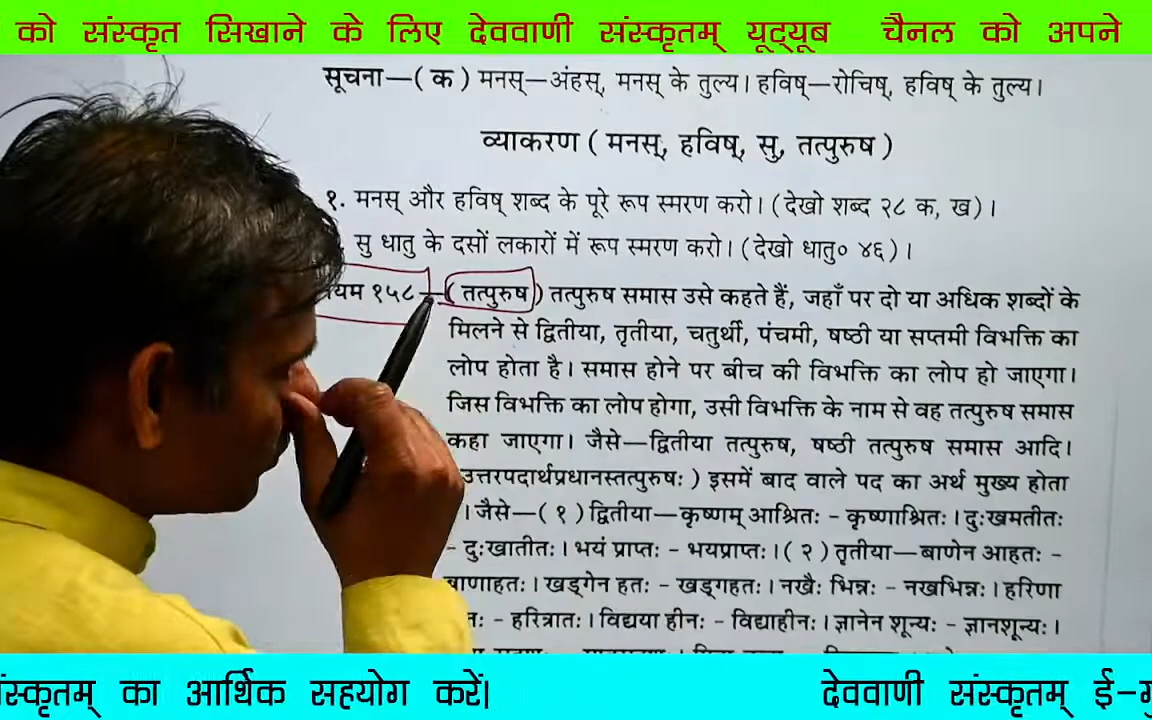 को संस्कृत सिखाने के लिए देववाणी संस्कृतम् यूट्यूब चैनल को अपने
सूचना—( क ) मनस्—अंहस्, मनस् के तुल्य। हविष्—रोचिष्, हविष् के तुल्य।
व्याकरण ( मनस्, हविष्, सु, तत्पुरुष )
१. मनस् और हविष् शब्द के पूरे रूप स्मरण करो। ( देखो शब्द २८ क, ख )।
सु धातु के दसों लकारों में रूप स्मरण करो। ( देखो धातु० ४६ )।
यम १५८—( तत्पुरुष ) तत्पुरुष समास उसे कहते हैं, जहाँ पर दो या अधिक शब्दों के
मिलने से द्वितीया, तृतीया, चतुर्थी, पंचमी, षष्ठी या सप्तमी विभक्ति का
लोप होता है। समास होने पर बीच की विभक्ति का लोप हो जाएगा।
जिस विभक्ति का लोप होगा, उसी विभक्ति के नाम से वह तत्पुरुष समास
कहा जाएगा। जैसे—द्वितीया तत्पुरुष, षष्ठी तत्पुरुष समास आदि।
उत्तरपदार्थप्रधानस्तत्पुरुषः ) इसमें बाद वाले पद का अर्थ मुख्य होता
। जैसे—( १ ) द्वितीया—कृष्णम् आश्रितः - कृष्णाश्रितः। दुःखमतीतः
- दुःखातीतः। भयं प्राप्तः - भयप्राप्तः। ( २ ) तृतीया—बाणेन आहतः -
बाणाहतः। खड्गेन हतः - खड्गहतः। नखैः भिन्नः - नखभिन्नः। हरिणा
तः - हरित्रातः। विद्यया हीनः - विद्याहीनः। ज्ञानेन शून्यः - ज्ञानशून्यः।
संस्कृतम् का आर्थिक सहयोग करें। देववाणी संस्कृतम् ई-गु